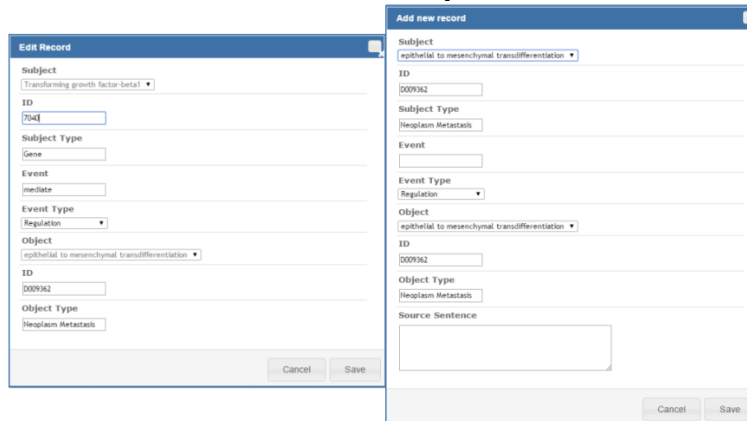 Edit Record
Subject
Transforming growth factor-beta1
ID
7040
Subject Type
Gene
Event
mediate
Event Type
Regulation
Object
epithelial to mesenchymal transdifferentiation
ID
D009362
Object Type
Neoplasm Metastasis
Cancel Save
Add new record
Subject
epithelial to mesenchymal transdifferentiation
ID
D009362
Subject Type
Neoplasm Metastasis
Event
Event Type
Regulation
Object
epithelial to mesenchymal transdifferentiation
ID
D009362
Object Type
Neoplasm Metastasis
Source Sentence
Cancel Save